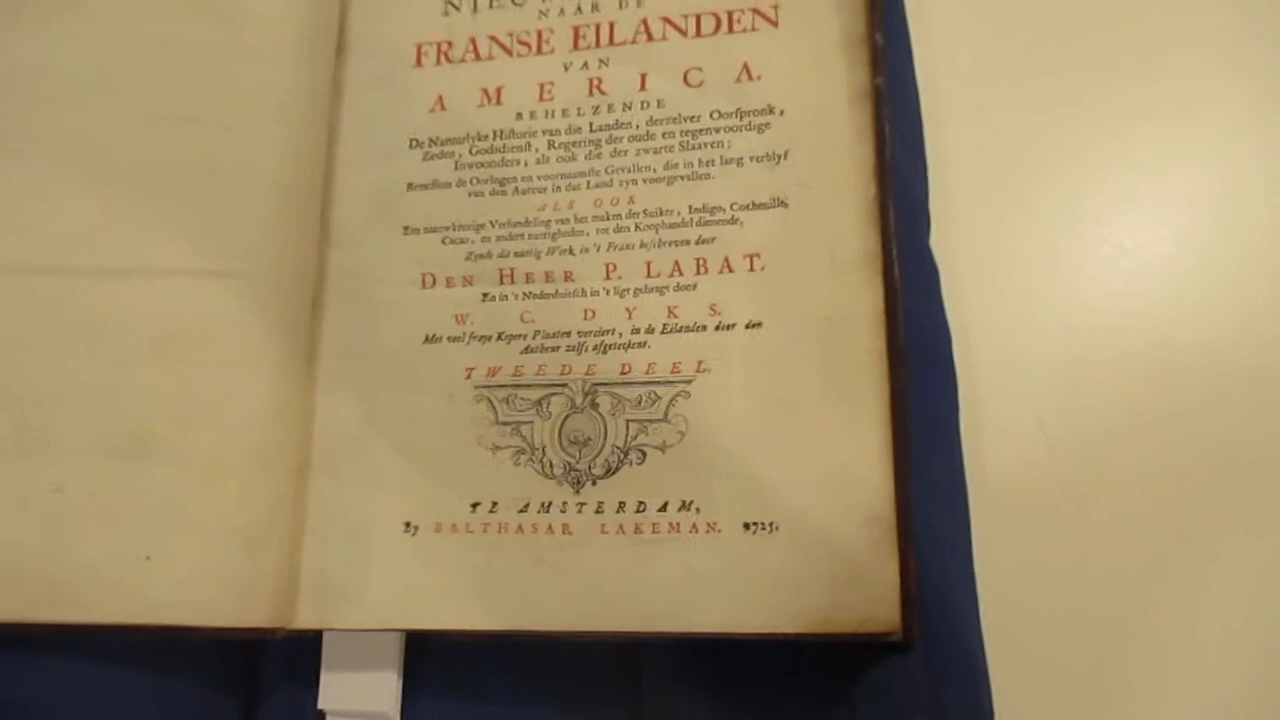 NAAR DE
FRANSE EILANDEN
VAN
AMERICA.
BEHELZENDE
De Natuurlyke Hiſtorie van die Landen, derzelver Oorſpronk,
Zeden, Godsdienſt, Regering der oude en tegenwoordige
Inwoonders, als ook die der zwarte Slaaven;
Beneffens de Oorlogen en voornaamſte Gevallen, die in het lang verblyf
van den Auteur in dat Land zyn voorgevallen.
ALS OOK
Een naauwkeurige Verhandeling van het maken der Suiker, Indigo, Cochenille,
Cacao, en andere nuttigheden, tot den Koophandel dienende,
Zynde dit nuttig Werk in 't Frans beſchreven door
DEN HEER P. LABAT.
En in 't Nederduitſch in 't ligt gebragt door
W. C. DYKS.
Met veel fraye Kopere Plaaten verciert, in de Eilanden door den
Autheur zelfs afgetekent.
TWEEDE DEEL.
TE AMSTERDAM,
By BALTHASAR LAKEMAN. 1725.